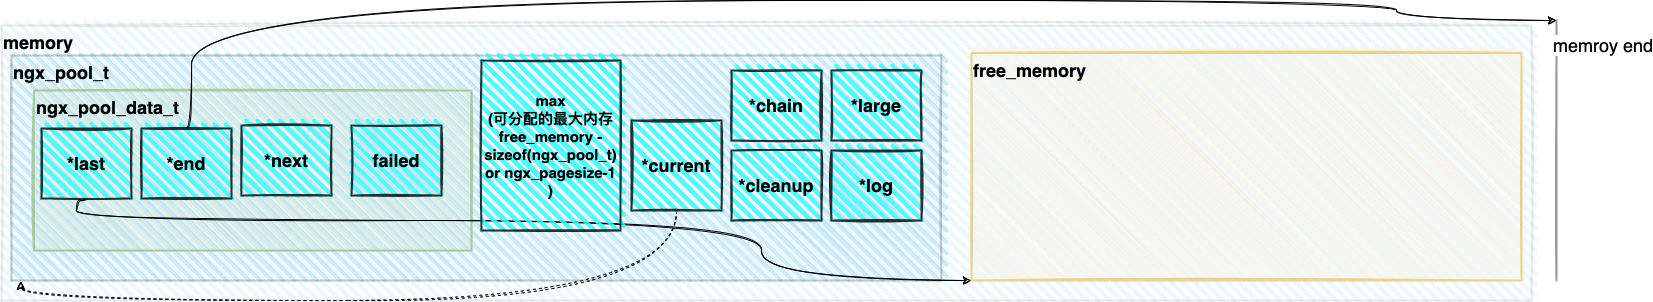 memory
memroy end
ngx_pool_t
free_memory
ngx_pool_data_t
*last
*end
*next
failed
max
(可分配的最大内存
free_memory -
sizeof(ngx_pool_t)
or ngx_pagesize-1
)
*current
*chain
*large
*cleanup
*log